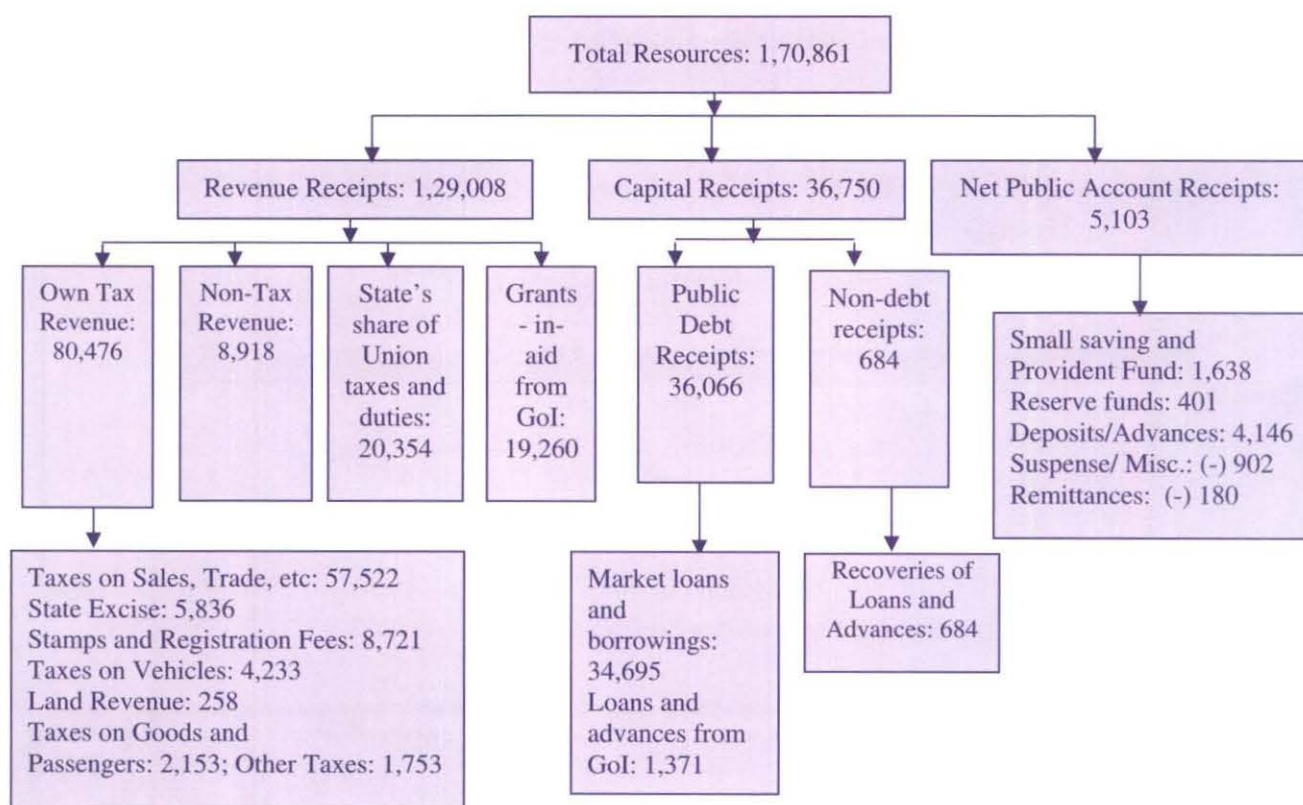 Total Resources: 1,70,861
Revenue Receipts: 1,29,008
Capital Receipts: 36,750
Net Public Account Receipts:
5,103
Own Tax
Revenue:
80,476
Non-Tax
Revenue:
8,918
State's
share of
Union
taxes and
duties:
20,354
Grants
- in-
aid
from
GoI:
19,260
Public
Debt
Receipts:
36,066
Non-debt
receipts:
684
Small saving and
Provident Fund: 1,638
Reserve funds: 401
Deposits/Advances: 4,146
Suspense/ Misc.: (-) 902
Remittances: (-) 180
Taxes on Sales, Trade, etc: 57,522
State Excise: 5,836
Stamps and Registration Fees: 8,721
Taxes on Vehicles: 4,233
Land Revenue: 258
Taxes on Goods and
Passengers: 2,153; Other Taxes: 1,753
Market loans
and
borrowings:
34,695
Loans and
advances from
GoI: 1,371
Recoveries of
Loans and
Advances: 684